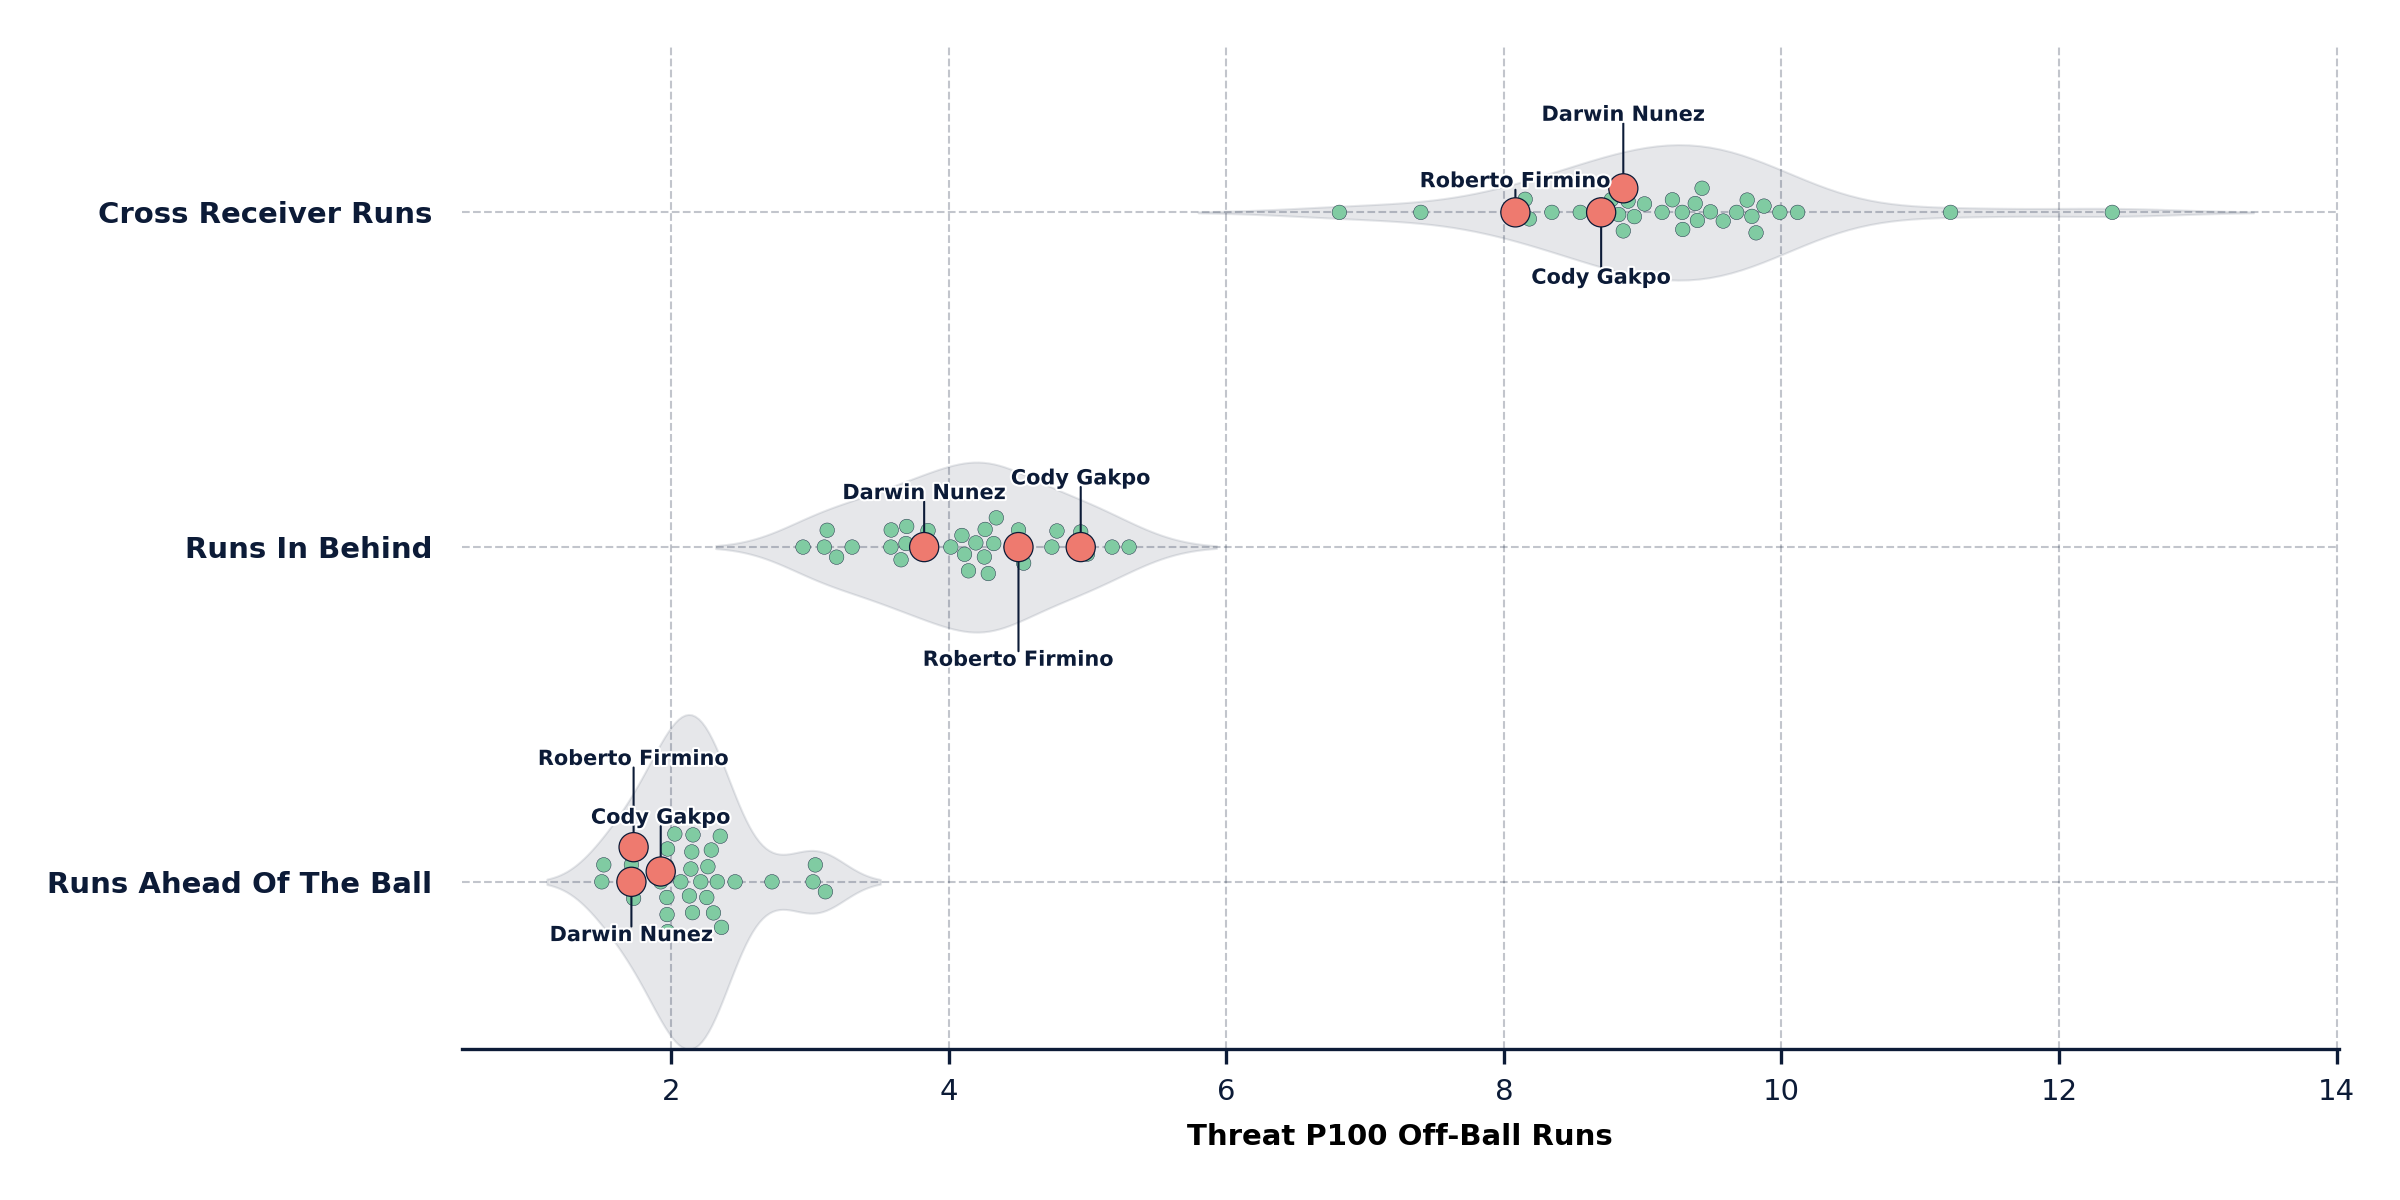 Darwin Nunez
Roberto Firmino
Cross Receiver Runs
Cody Gakpo
Cody Gakpo
Darwin Nunez
Runs In Behind
Roberto Firmino
Roberto Firmino
Cody Gakpo
Runs Ahead Of The Ball
Darwin Nunez
2 4 6 8 10 12 14
Threat P100 Off-Ball Runs